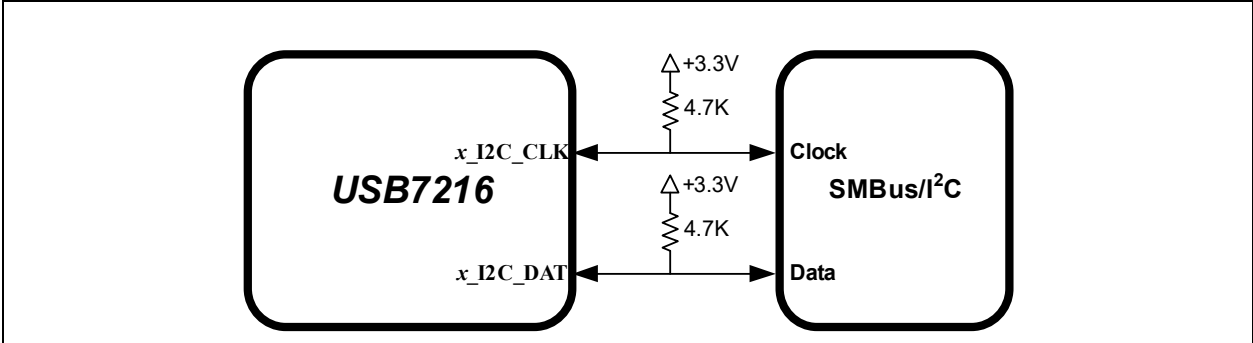 +3.3V
4.7K
x_I2C_CLK
Clock
USB7216
+3.3V
SMBus/I²C
4.7K
x_I2C_DAT
Data